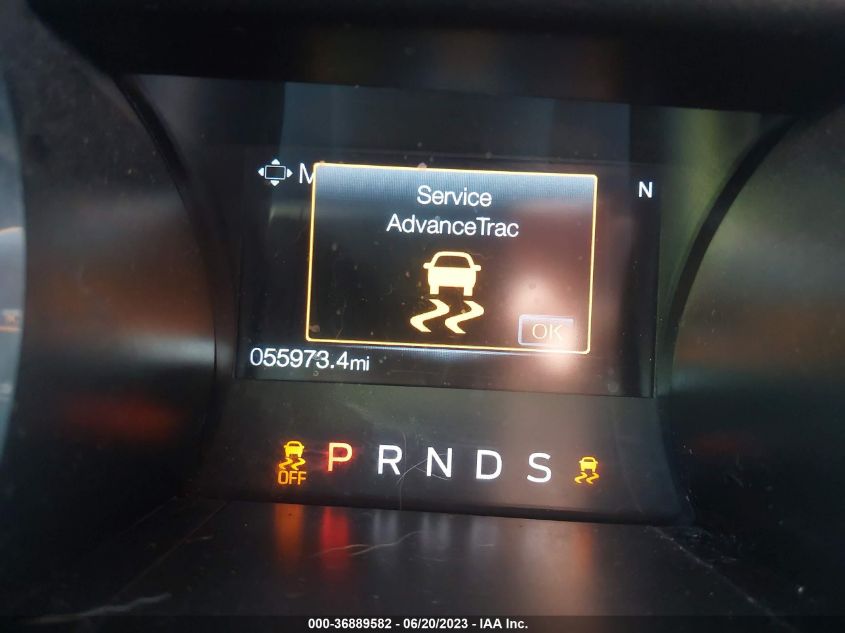 M
N
Service
AdvanceTrac
OK
055973.4mi
OFF P R N D S
000-36889582 - 06/20/2023 - IAA Inc.